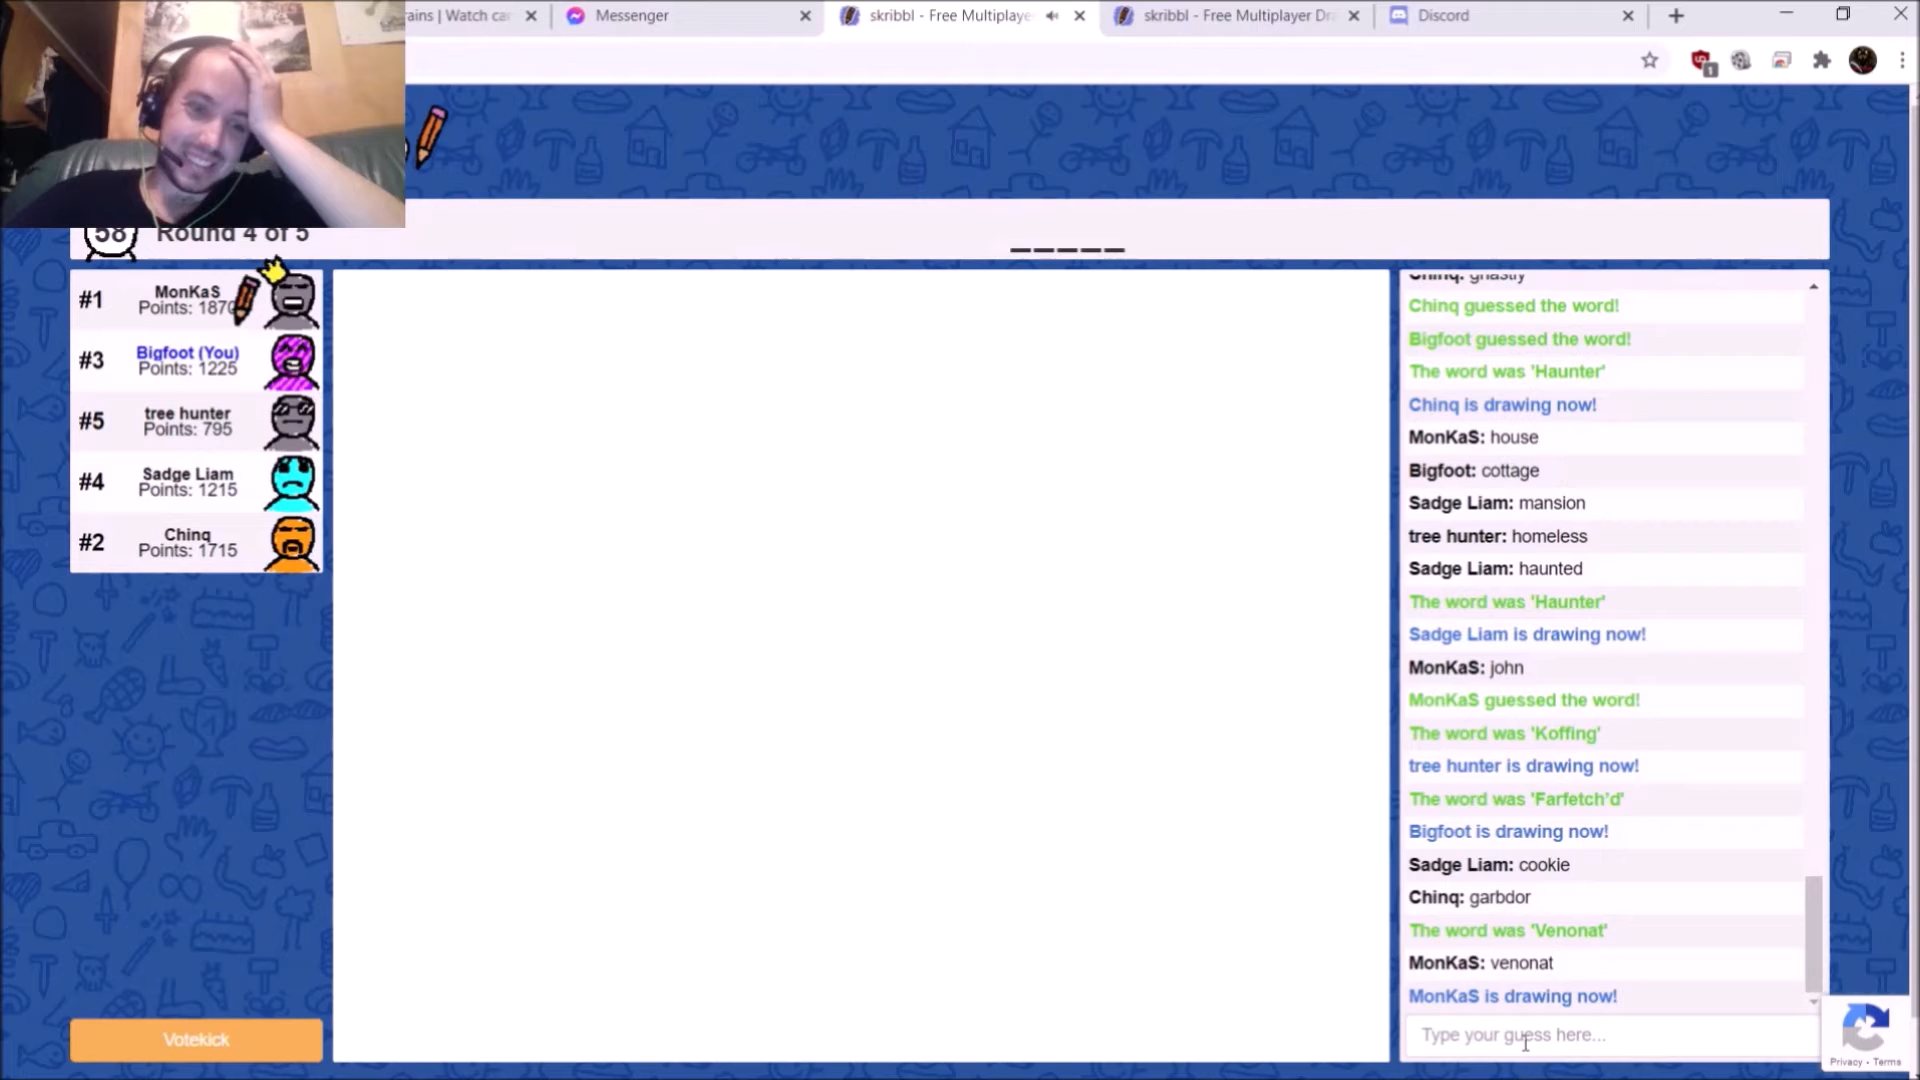 rains | Watch ca
Messenger
skribbl - Free Multiplaye
skribbl - Free Multiplayer Dr
Discord
1
58
Round 4 of 5
_____
#1
MonKaS
Points: 1870
#3
Bigfoot (You)
Points: 1225
#5
tree hunter
Points: 795
#4
Sadge Liam
Points: 1215
#2
Chinq
Points: 1715
Votekick
Chinq: ghastly
Chinq guessed the word!
Bigfoot guessed the word!
The word was 'Haunter'
Chinq is drawing now!
MonKaS: house
Bigfoot: cottage
Sadge Liam: mansion
tree hunter: homeless
Sadge Liam: haunted
The word was 'Haunter'
Sadge Liam is drawing now!
MonKaS: john
MonKaS guessed the word!
The word was 'Koffing'
tree hunter is drawing now!
The word was 'Farfetch’d'
Bigfoot is drawing now!
Sadge Liam: cookie
Chinq: garbdor
The word was 'Venonat'
MonKaS: venonat
MonKaS is drawing now!
Type your guess here...
Privacy - Terms